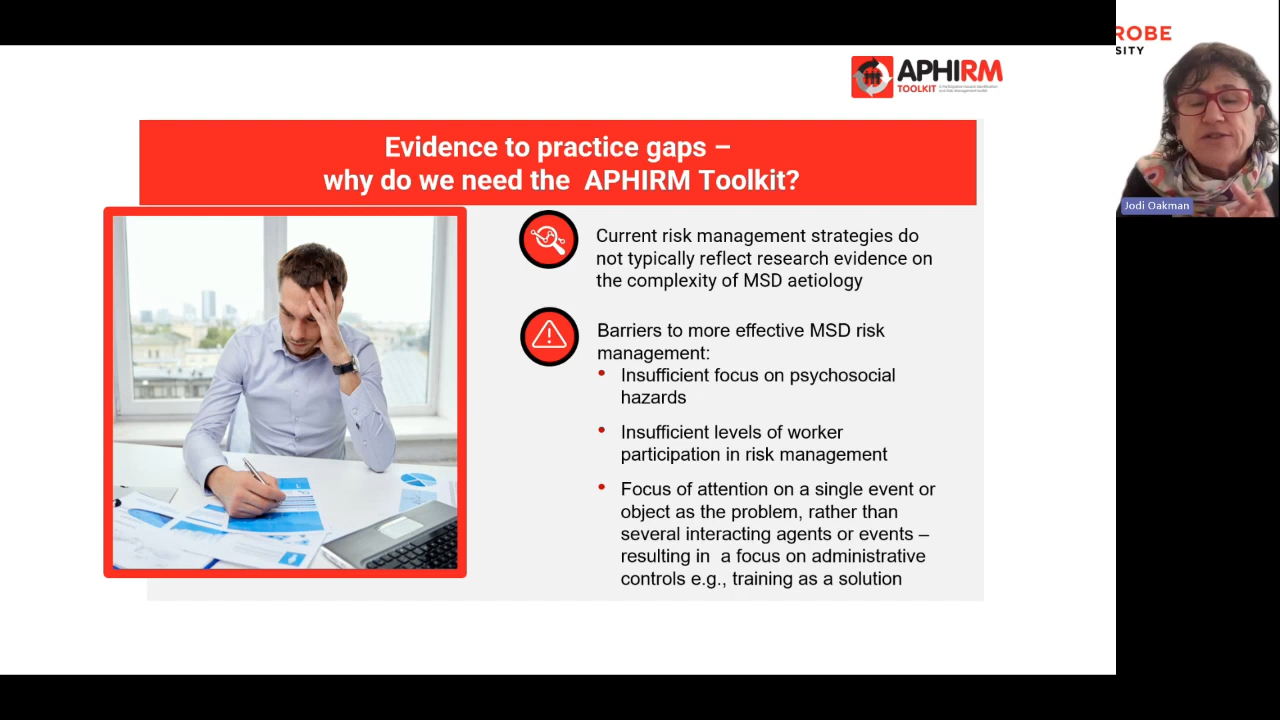 ROBE
SITY
APHIRM
TOOLKIT
Evidence to practice gaps –
why do we need the APHIRM Toolkit?
Current risk management strategies do
not typically reflect research evidence on
the complexity of MSD aetiology
Barriers to more effective MSD risk
management:
• Insufficient focus on psychosocial
hazards
• Insufficient levels of worker
participation in risk management
• Focus of attention on a single event or
object as the problem, rather than
several interacting agents or events –
resulting in a focus on administrative
controls e.g., training as a solution
Jodi Oakman